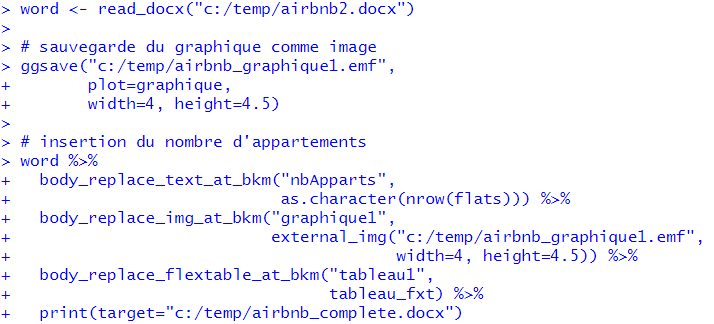 > word <- read_docx("c:/temp/airbnb2.docx")
>
> # sauvegarde du graphique comme image
> ggsave("c:/temp/airbnb_graphique1.emf",
+        plot=graphique,
+        width=4, height=4.5)
>
> # insertion du nombre d'appartements
> word %>%
+   body_replace_text_at_bkm("nbApparts",
+                            as.character(nrow(flats))) %>%
+   body_replace_img_at_bkm("graphique1",
+                           external_img("c:/temp/airbnb_graphique1.emf",
+                                        width=4, height=4.5)) %>%
+   body_replace_flextable_at_bkm("tableau1",
+                                 tableau_fxt) %>%
+   print(target="c:/temp/airbnb_complete.docx")